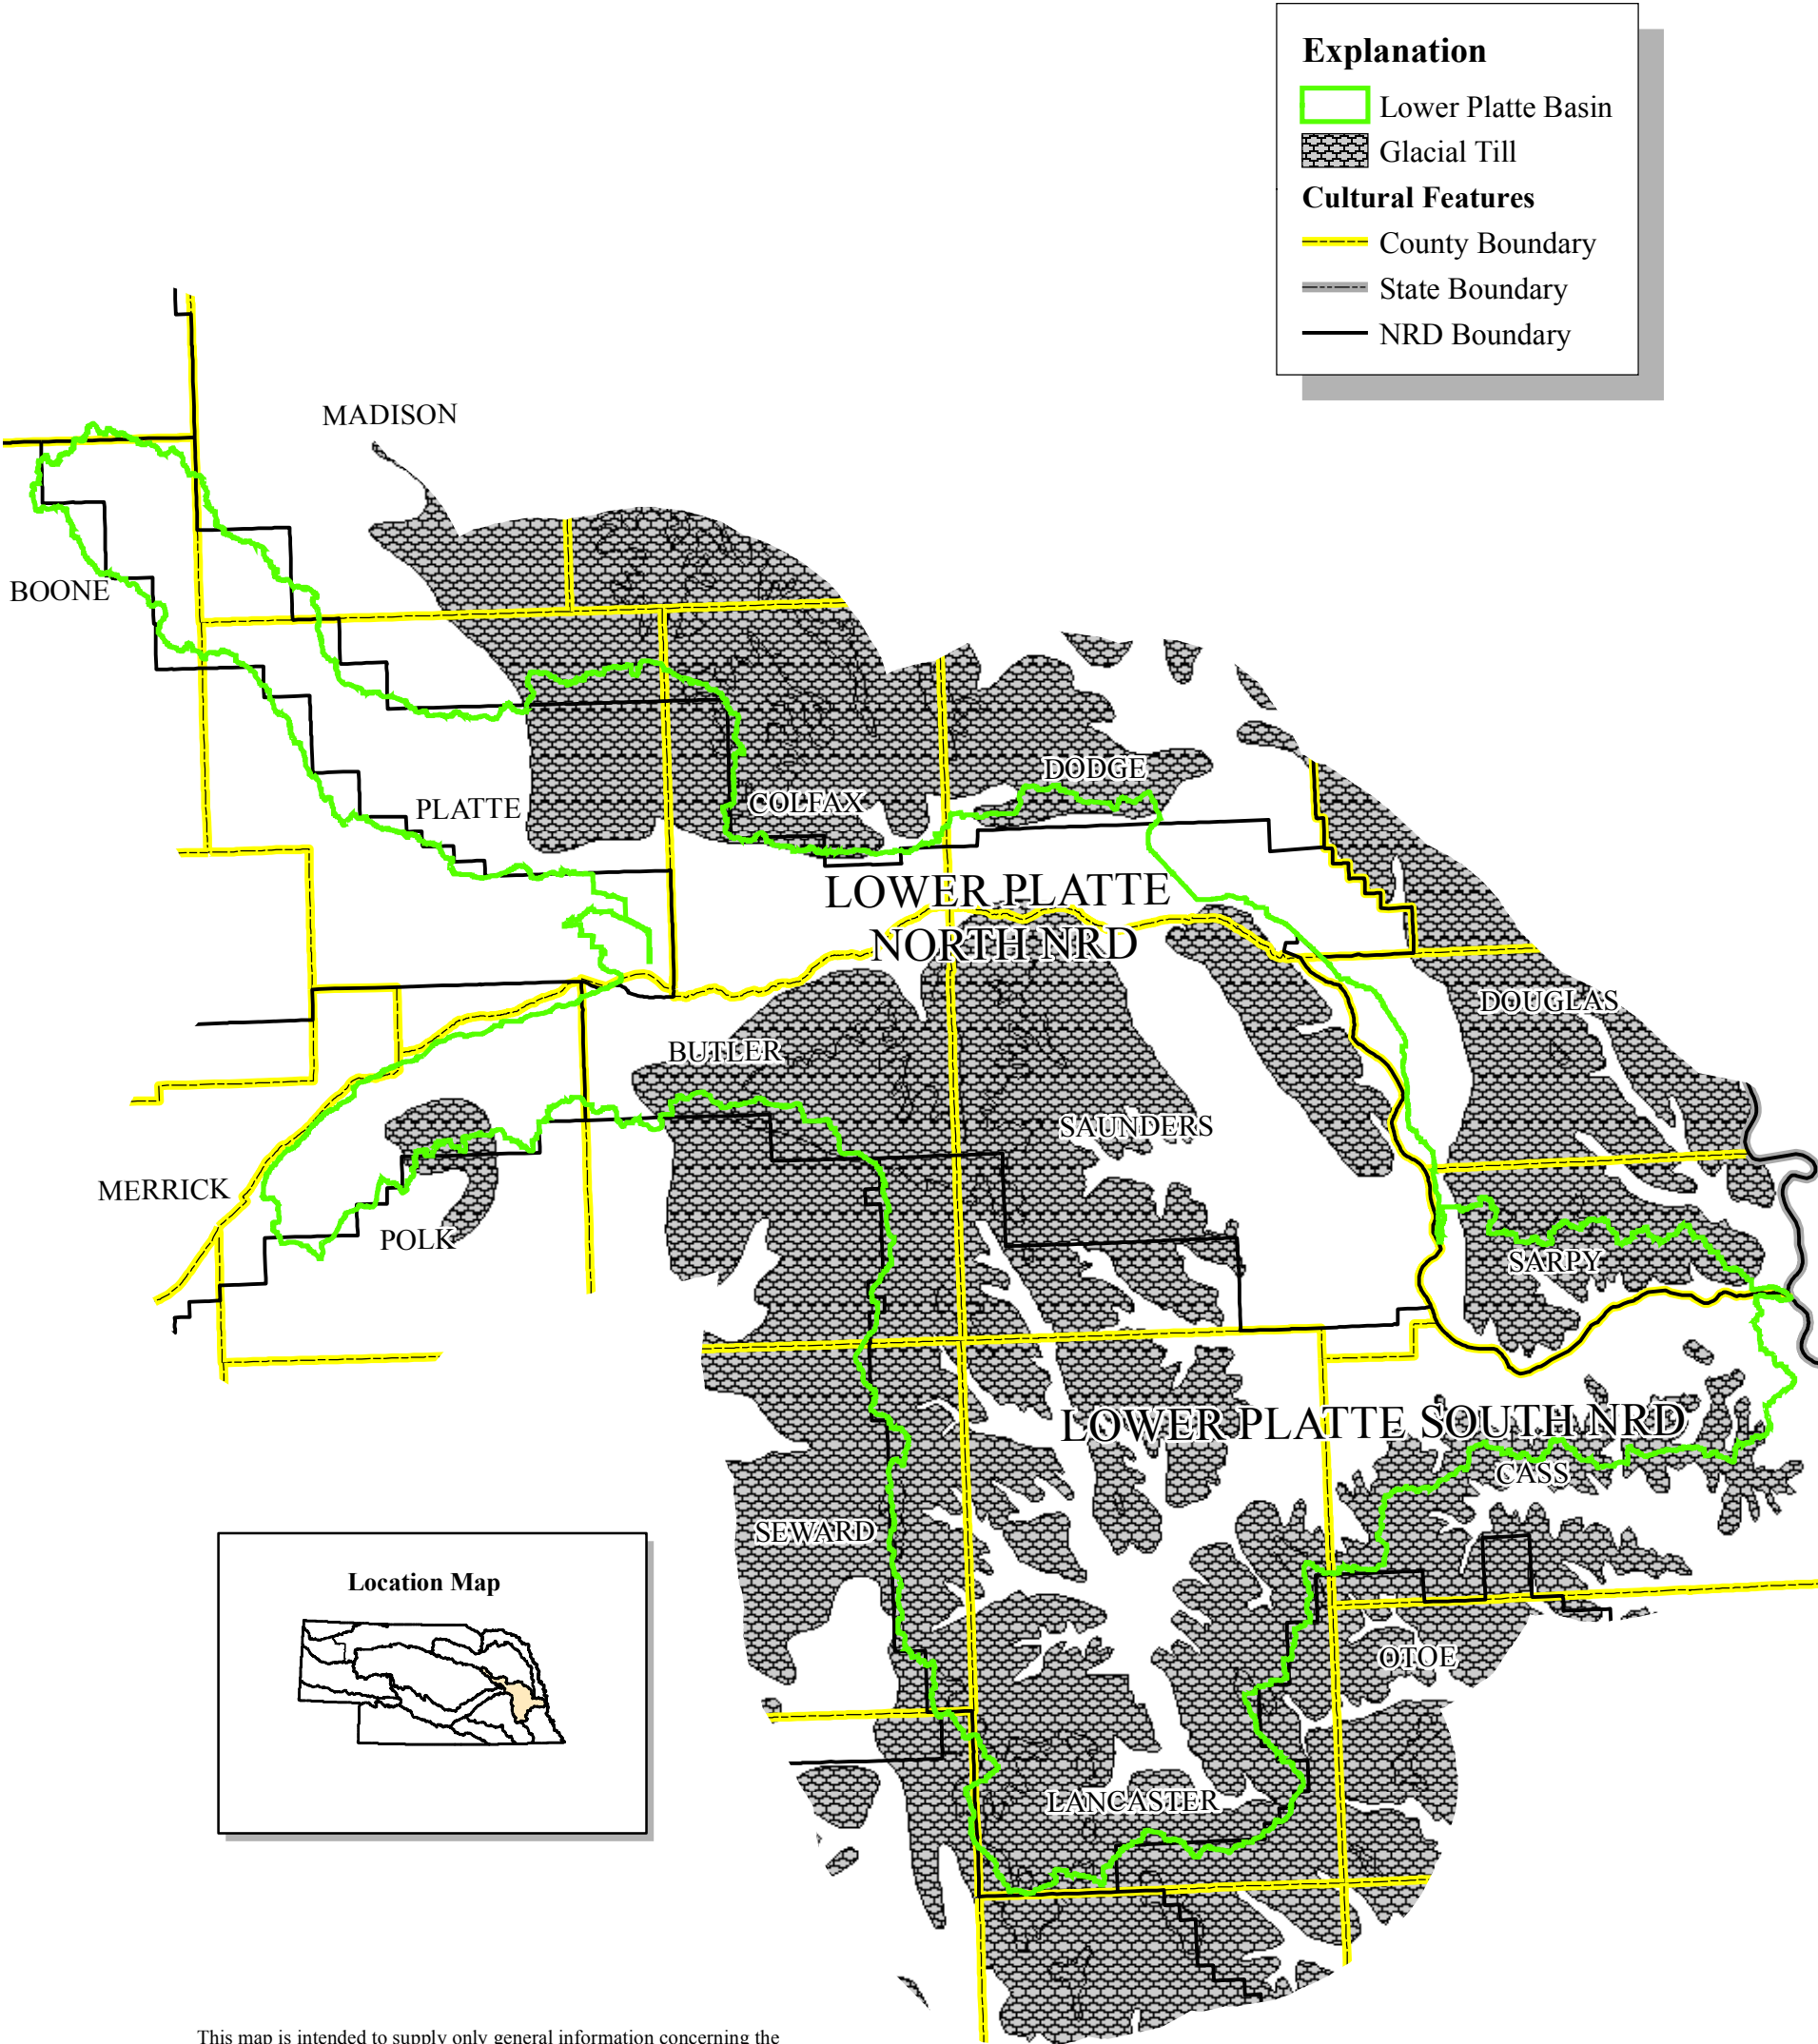 Explanation
Lower Platte Basin
Glacial Till
Cultural Features
County Boundary
State Boundary
NRD Boundary
MADISON
BOONE
DODGE
COLFAX
PLATTE
LOWER PLATTE
NORTH NRD
DOUGLAS
BUTLER
SAUNDERS
MERRICK
POLK
SARPY
LOWER PLATTE SOUTH NRD
CASS
SEWARD
Location Map
OTOE
LANCASTER
This map is intended to supply only general information concerning the